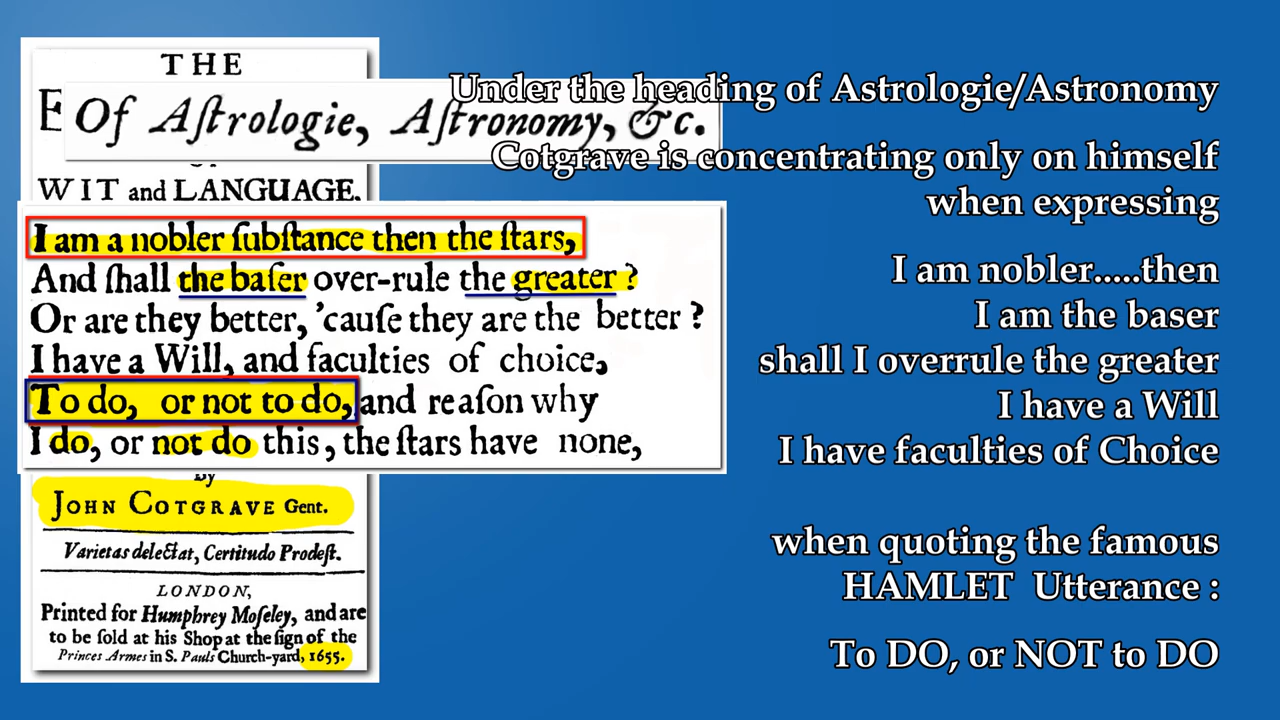 THE
Of Aſtrologie, Aſtronomy, &c.
WIT and LANGUAGE,
I am a nobler ſubſtance then the ſtars,
And ſhall the baſer over-rule the greater ?
Or are they better, 'cauſe they are the better ?
I have a Will, and faculties of choice,
To do, or not to do, and reaſon why
I do, or not do this, the ſtars have none,
by
JOHN COTGRAVE Gent.
Varietas delectat, Certitudo Prodeſt.
LONDON,
Printed for Humphrey Moſeley, and are
to be ſold at his Shop at the ſign of the
Princes Armes in S. Pauls Church-yard, 1655.
Under the heading of Astrologie/Astronomy
Cotgrave is concentrating only on himself
when expressing
I am nobler.....then
I am the baser
shall I overrule the greater
I have a Will
I have faculties of Choice
when quoting the famous
HAMLET Utterance :
To DO, or NOT to DO